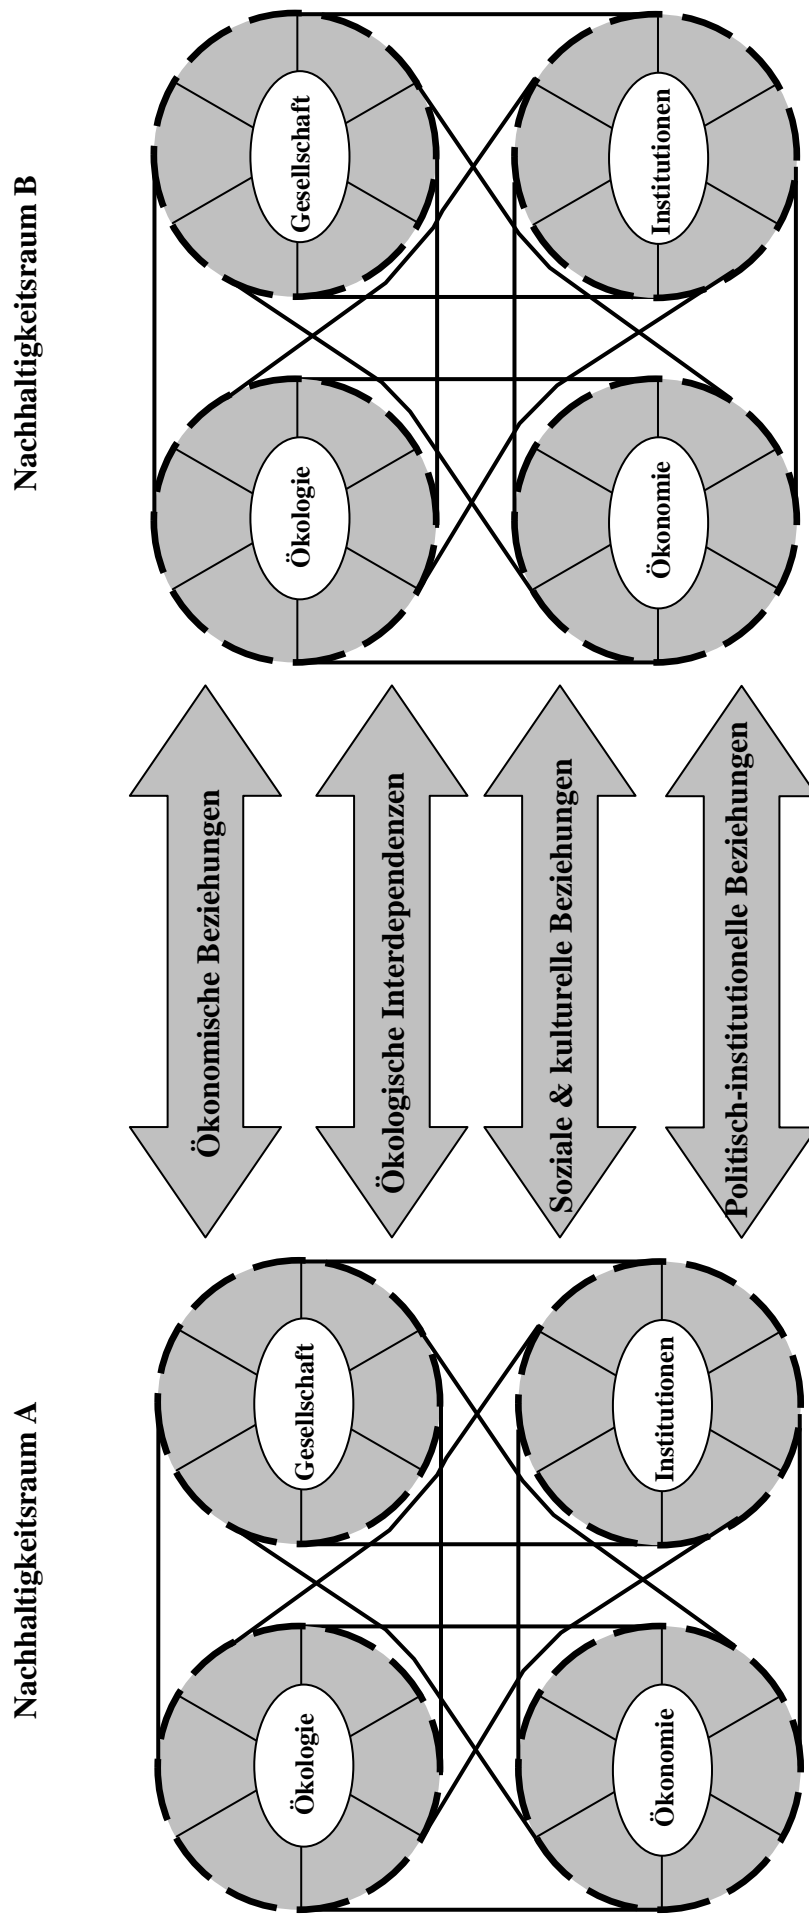 Nachhaltigkeitsraum A
Nachhaltigkeitsraum B
Ökologie
Gesellschaft
Ökonomie
Institutionen
Ökonomische Beziehungen
Ökologische Interdependenzen
Soziale & kulturelle Beziehungen
Politisch-institutionelle Beziehungen
Ökologie
Gesellschaft
Ökonomie
Institutionen